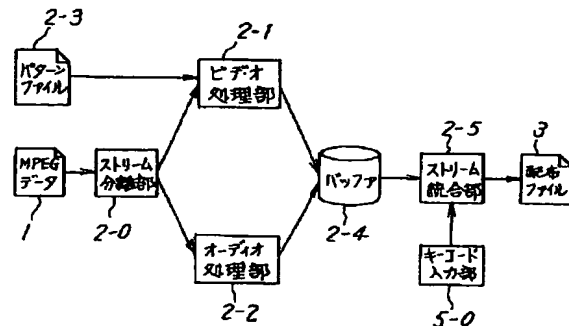 2-3
パターン
ファイル
2-1
ビデオ
処理部
MPEG
データ
1
ストリーム
分離部
2-0
オーディオ
処理部
2-2
バッファ
2-4
2-5
ストリーム
統合部
3
配布
ファイル
キーコード
入力部
5-0